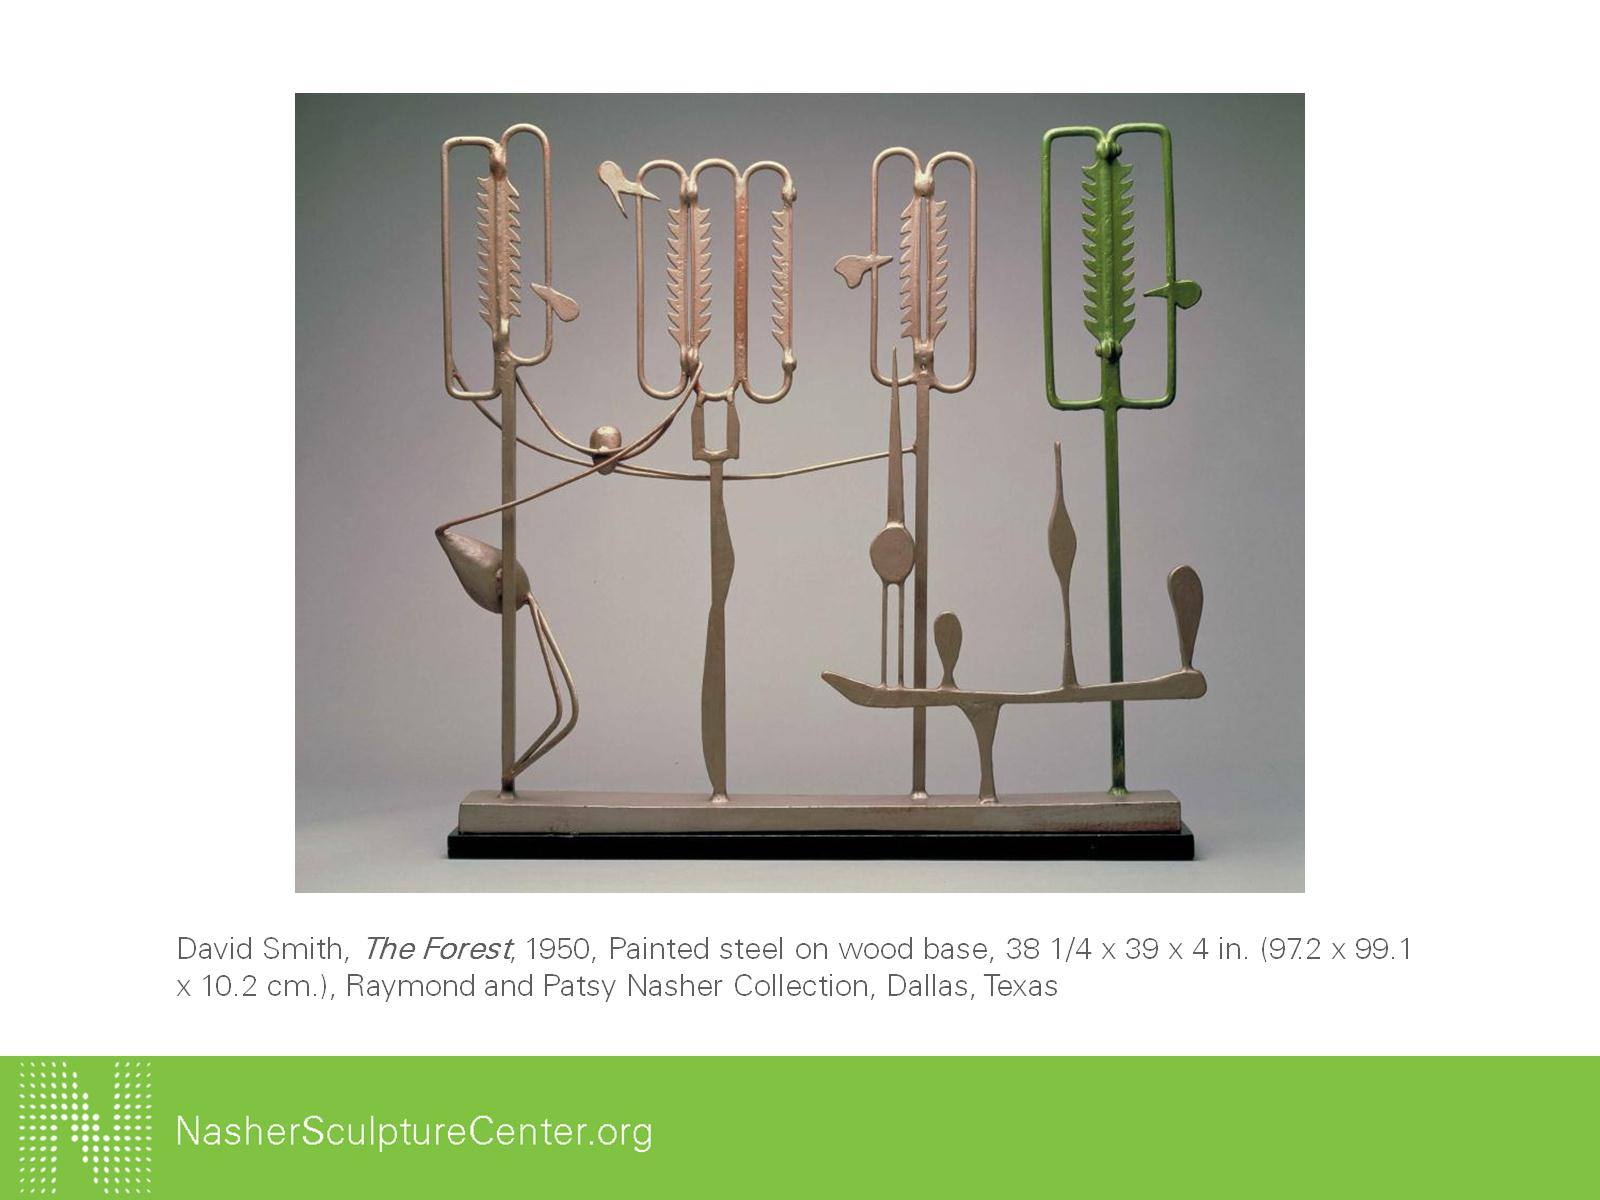 David Smith, The Forest, 1950, Painted steel on wood base, 38 1/4 x 39 x 4 in. (97.2 x 99.1
x 10.2 cm.), Raymond and Patsy Nasher Collection, Dallas, Texas
NasherSculptureCenter.org